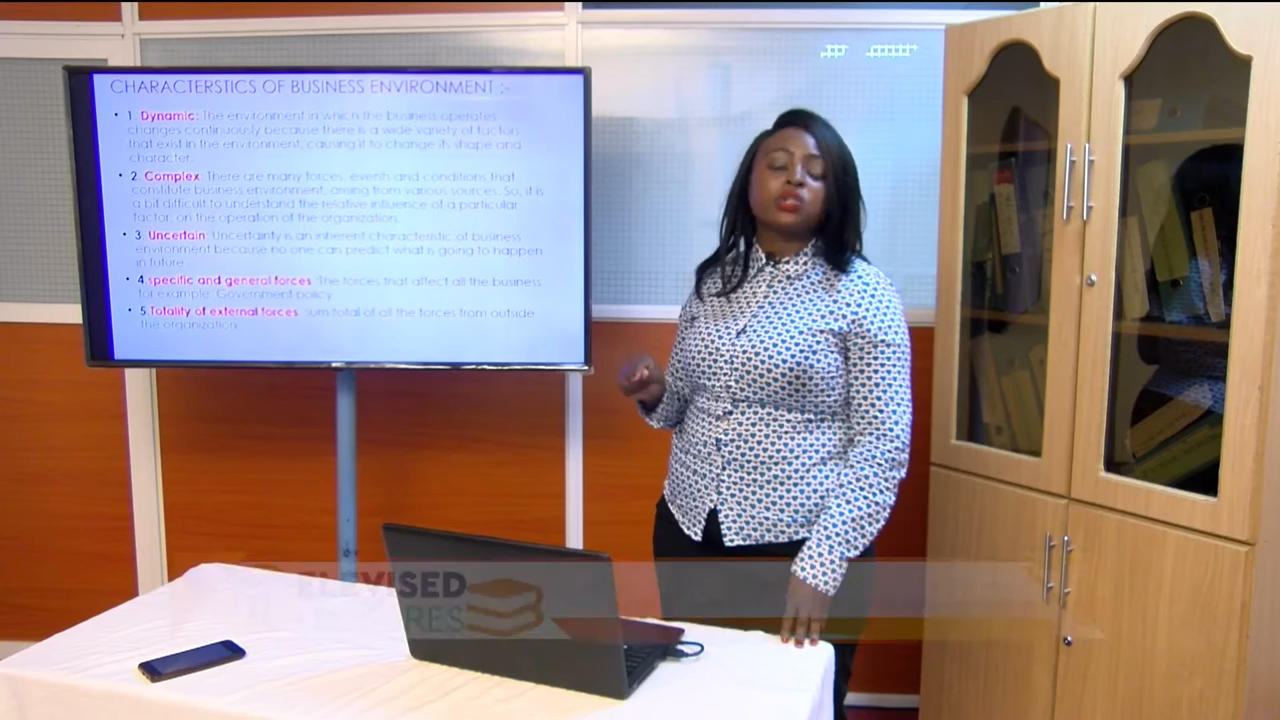 CHARACTERSTICS OF BUSINESS ENVIRONMENT :-
• 1. Dynamic: The environment in which the business operates
changes continuously because there is a wide variety of factors
that exist in the environment, causing it to change its shape and
character.
• 2. Complex: There are many forces, events and conditions that
constitute business environment, arising from various sources. So, it is
a bit difficult to understand the relative influence of a particular
factor, on the operation of the organization.
• 3. Uncertain: Uncertainty is an inherent characteristic of business
environment because no one can predict what is going to happen
in future.
• 4.specific and general forces: The forces that affect all the business
for example. Government policy.
• 5.Totality of external forces: sum total of all the forces from outside
the organization.
ELEVISED
RES